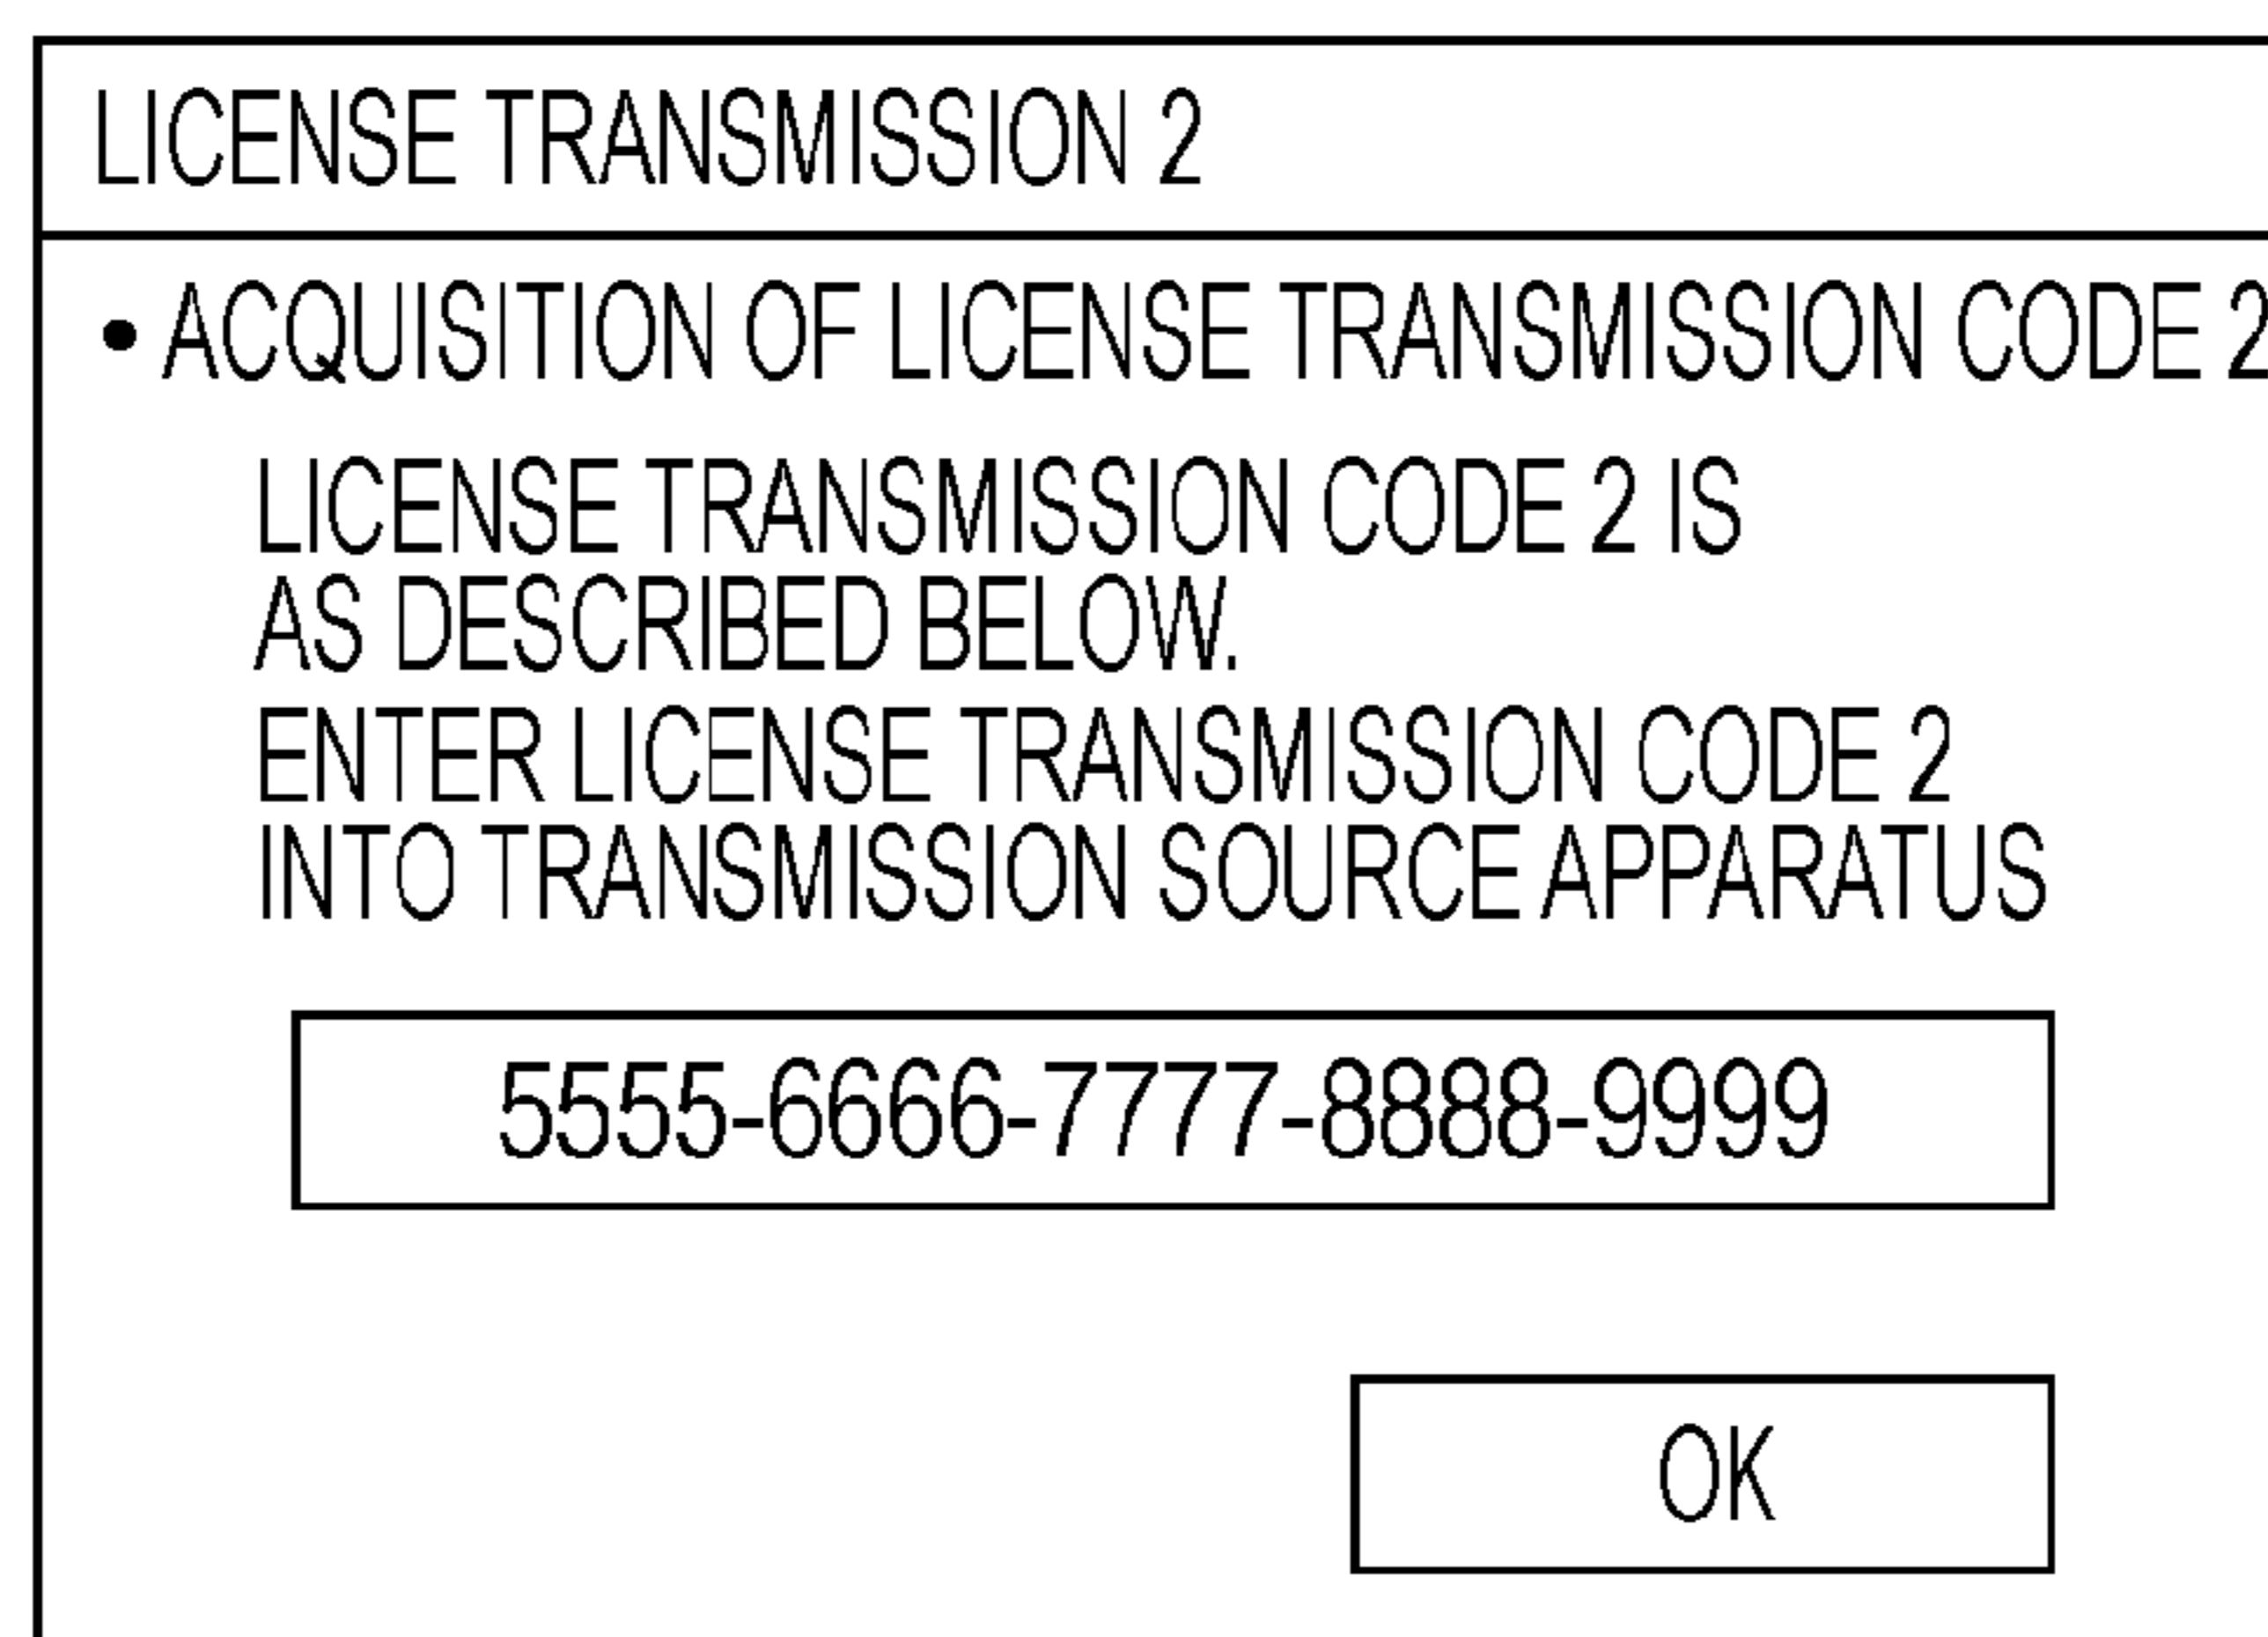 LICENSE TRANSMISSION 2
• ACQUISITION OF LICENSE TRANSMISSION CODE 2
LICENSE TRANSMISSION CODE 2 IS
AS DESCRIBED BELOW.
ENTER LICENSE TRANSMISSION CODE 2
INTO TRANSMISSION SOURCE APPARATUS
5555-6666-7777-8888-9999
OK